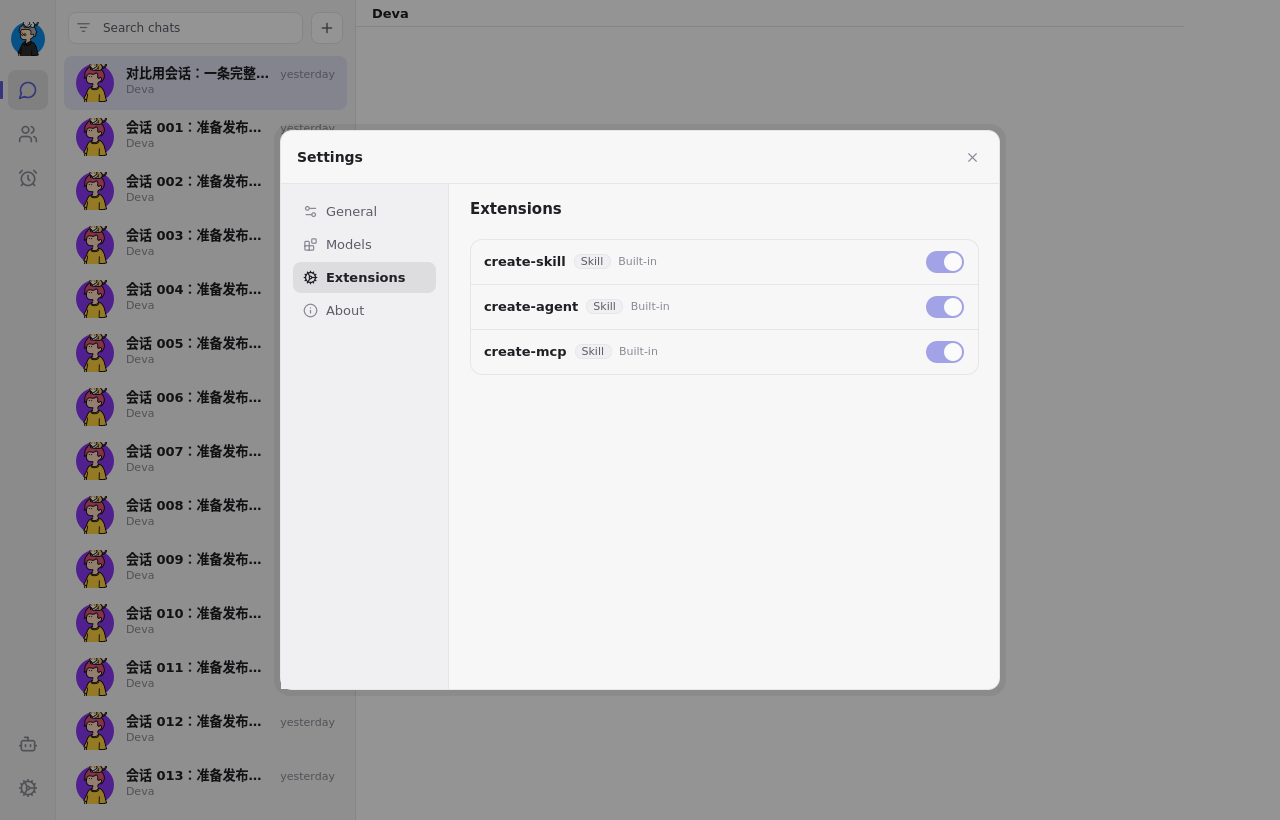 Search chats
对比用会话：一条完整...
yesterday
Deva
会话 001：准备发布...
yesterday
Deva
会话 002：准备发布...
Deva
会话 003：准备发布...
Deva
会话 004：准备发布...
Deva
会话 005：准备发布...
Deva
会话 006：准备发布...
Deva
会话 007：准备发布...
Deva
会话 008：准备发布...
Deva
会话 009：准备发布...
Deva
会话 010：准备发布...
Deva
会话 011：准备发布...
Deva
会话 012：准备发布...
yesterday
Deva
会话 013：准备发布...
yesterday
Deva
Deva
Settings
General
Models
Extensions
About
Extensions
create-skill Skill Built-in
create-agent Skill Built-in
create-mcp Skill Built-in